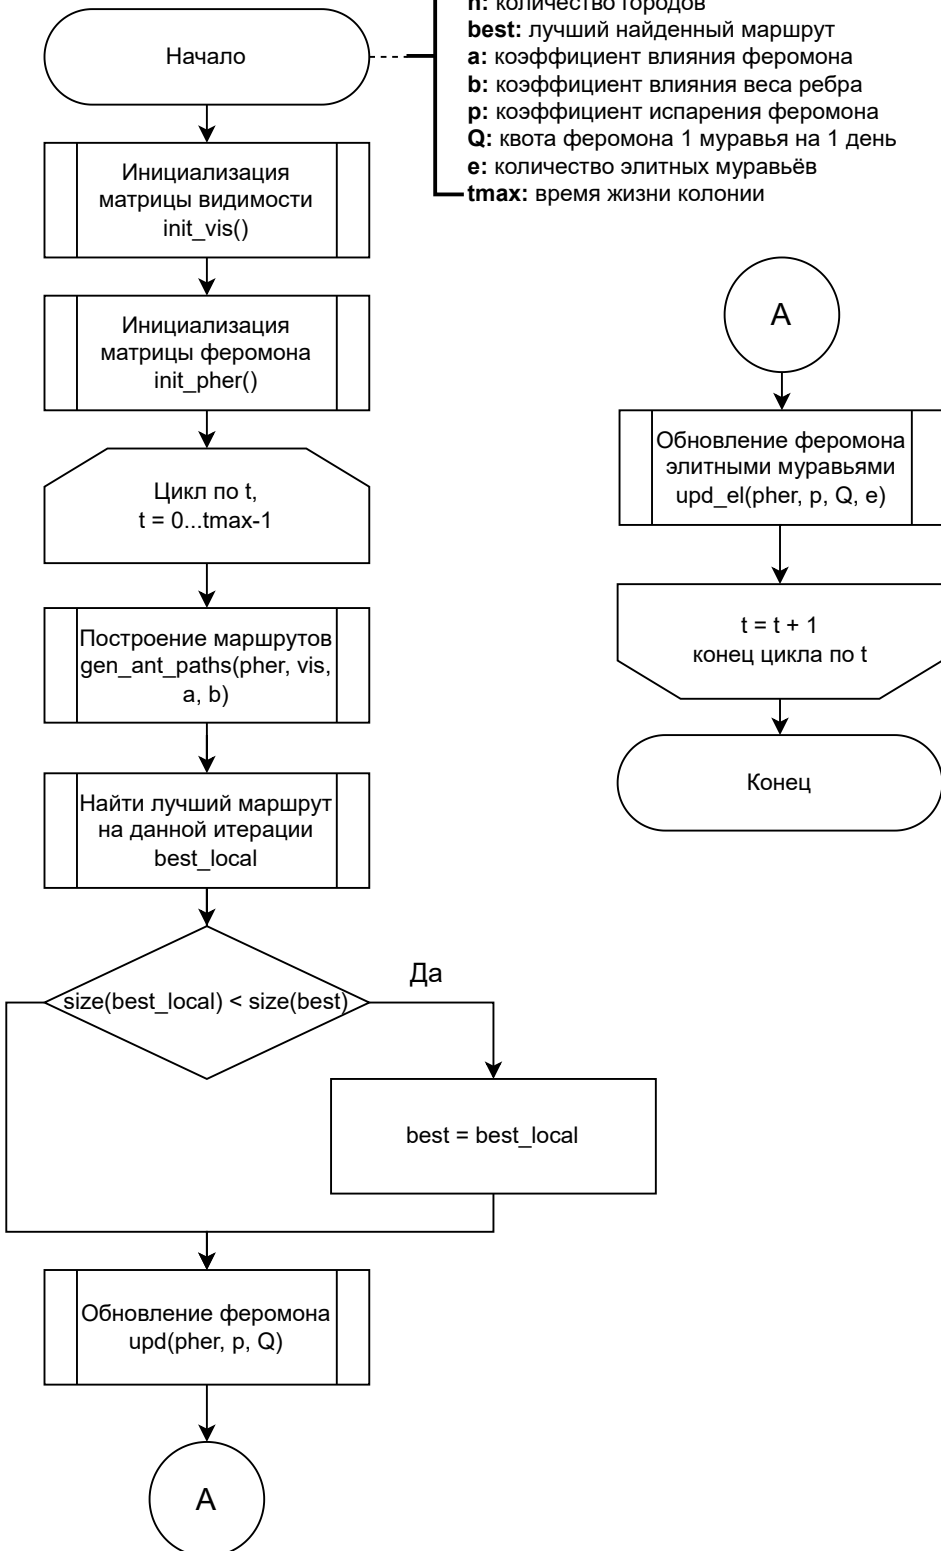 Начало
n: количество городов
best: лучший найденный маршрут
a: коэффициент влияния феромона
b: коэффициент влияния веса ребра
p: коэффициент испарения феромона
Q: квота феромона 1 муравья на 1 день
e: количество элитных муравьёв
tmax: время жизни колонии
Инициализация
матрицы видимости
init_vis()
Инициализация
матрицы феромона
init_pher()
Цикл по t,
t = 0...tmax-1
Построение маршрутов
gen_ant_paths(pher, vis,
a, b)
Найти лучший маршрут
на данной итерации
best_local
size(best_local) < size(best)
Да
best = best_local
Обновление феромона
upd(pher, p, Q)
A
A
Обновление феромона
элитными муравьями
upd_el(pher, p, Q, e)
t = t + 1
конец цикла по t
Конец